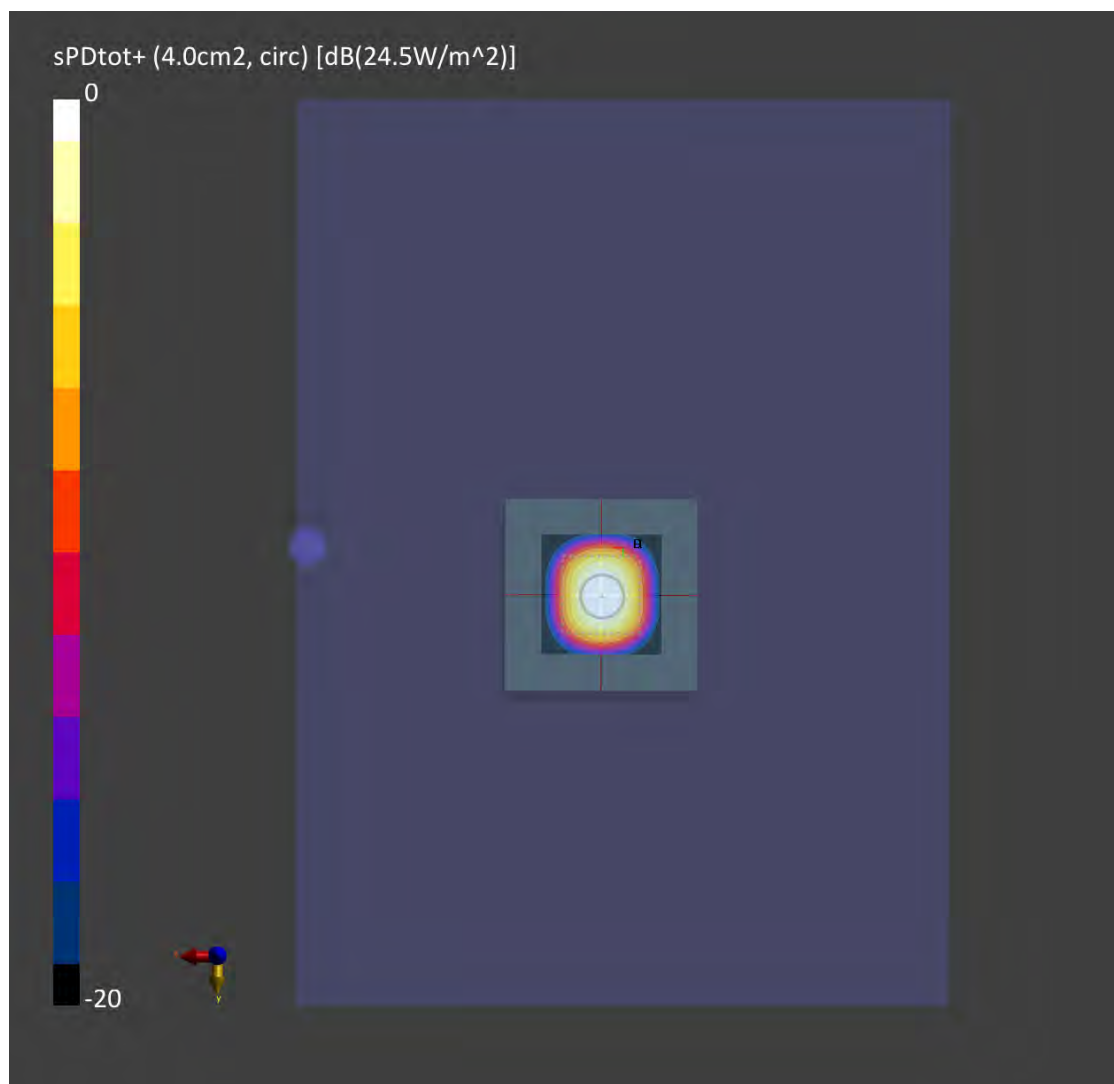 sPDtot+ (4.0cm2, circ) [dB(24.5W/m^2)]
0
-20
y